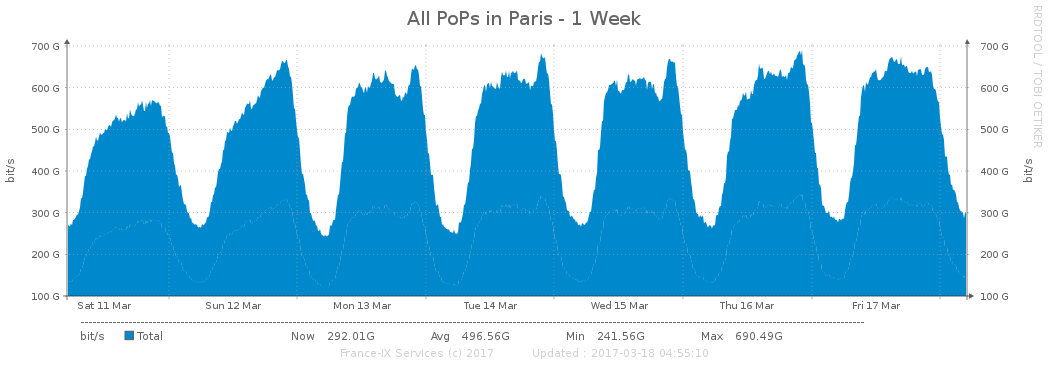 All PoPs in Paris - 1 Week
RRDTOOL / TOBI OETIKER
700 G 700 G
600 G 600 G
500 G 500 G
400 G 400 G
300 G 300 G
200 G 200 G
100 G 100 G
bit/s bit/s
Sat 11 Mar Sun 12 Mar Mon 13 Mar Tue 14 Mar Wed 15 Mar Thu 16 Mar Fri 17 Mar
bit/s Total Now 292.01G Avg 496.56G Min 241.56G Max 690.49G
France-IX Services (c) 2017 Updated : 2017-03-18 04:55:10